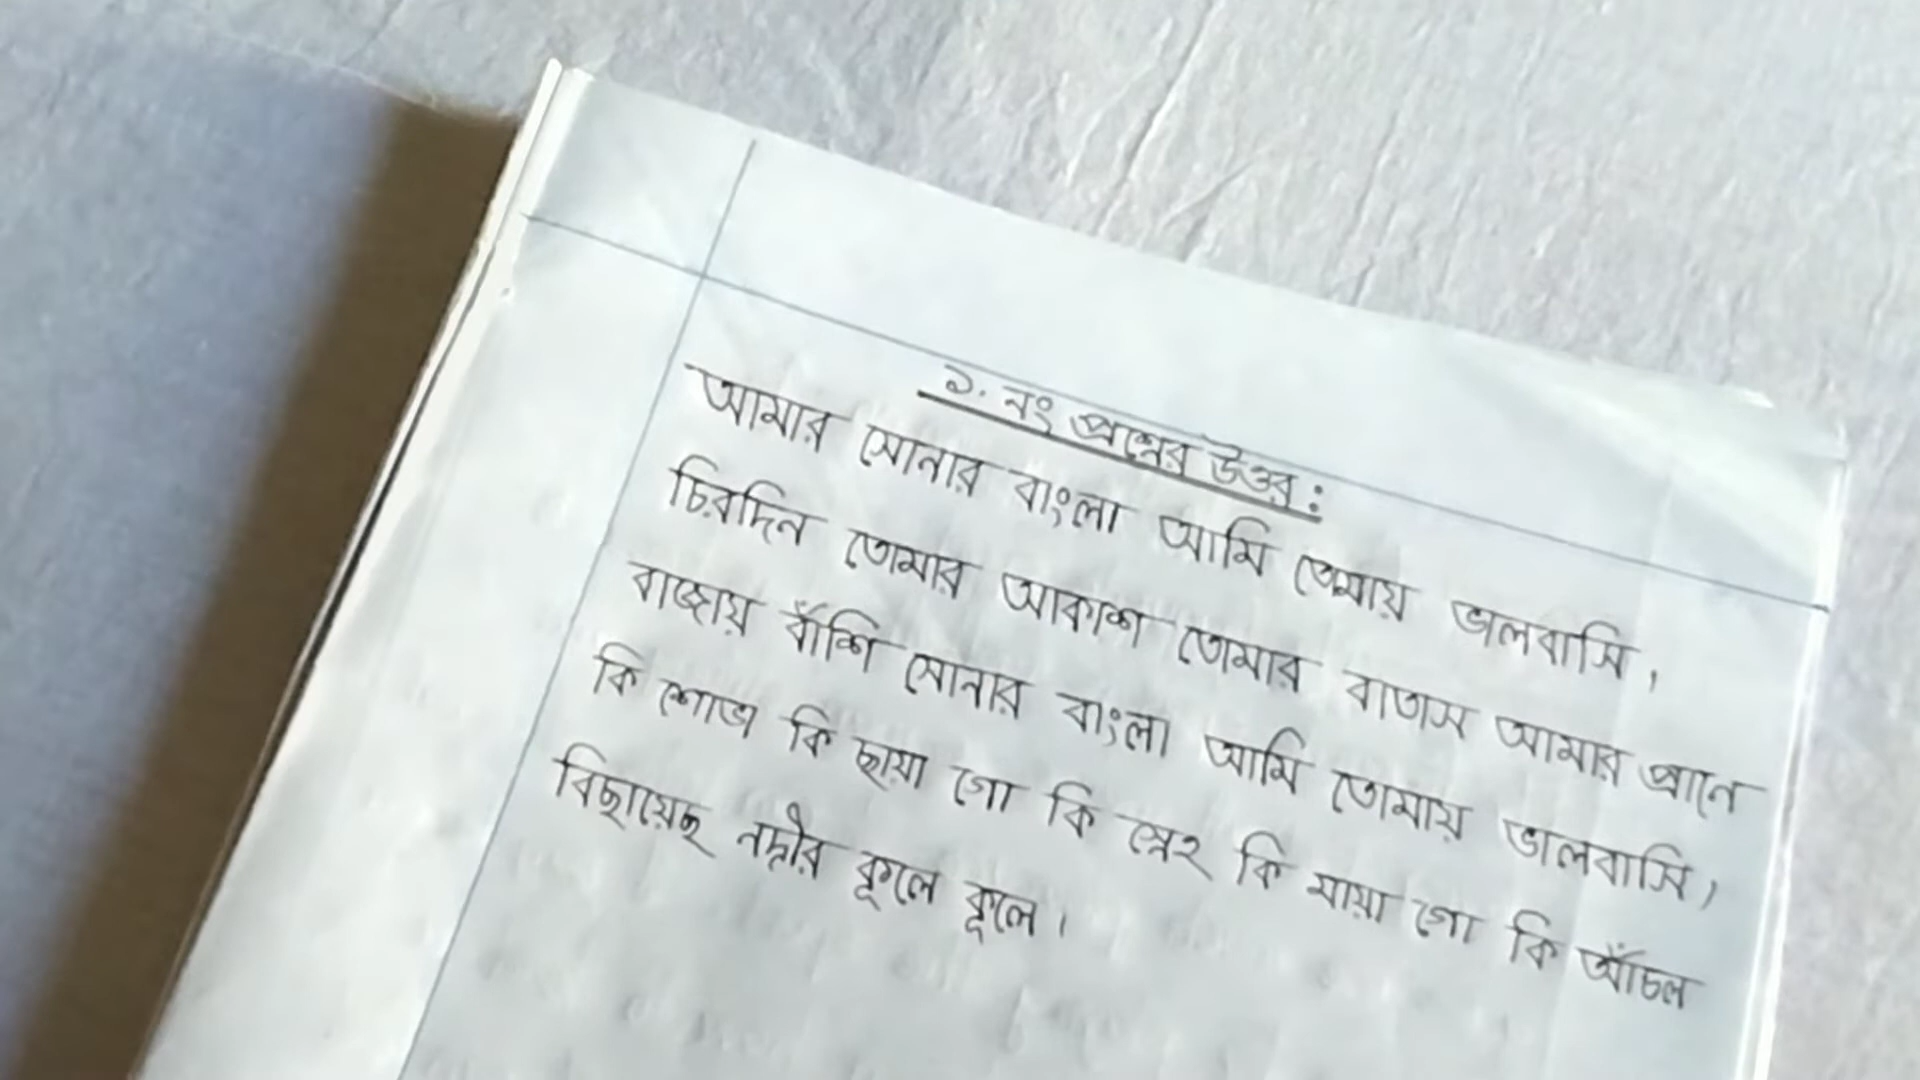 ১. নং প্রশ্নের উত্তর :
আমার সোনার বাংলা আমি তেমায় ভালবাসি,
চিরদিন তোমার আকাশ তোমার বাতাস আমার প্রানে
বাজায় বাঁশি সোনার বাংলা আমি তোমায় ভালবাসি,
কি শোভা কি ছায়া গো কি স্নেহ কি মায়া গো কি আঁচল
বিছায়েছ নদীর কূলে কূলে।